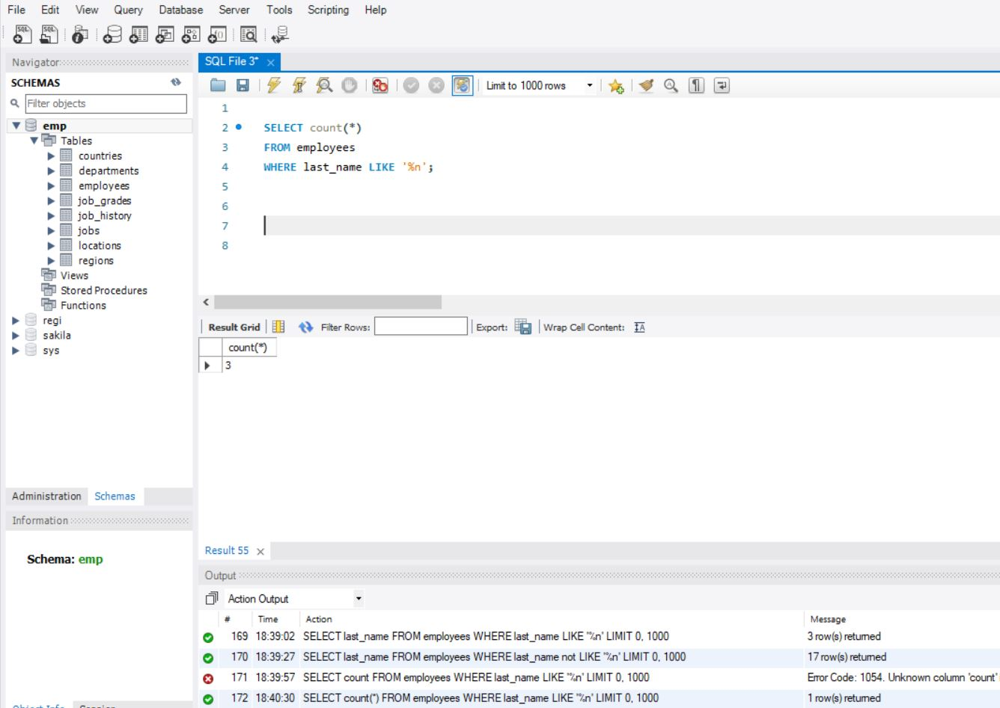 File Edit View Query Database Server Tools Scripting Help
Navigator
SQL File 3*
SCHEMAS
Limit to 1000 rows
Filter objects
1
emp
2 SELECT count(*)
Tables
3 FROM employees
countries
4 WHERE last_name LIKE '%n';
departments
employees
5
job_grades
6
job_history
7
jobs
8
locations
regions
Views
Stored Procedures
Functions
regi
Result Grid Filter Rows: Export: Wrap Cell Content:
sakila
count(*)
sys
3
Administration Schemas
Information
Schema: emp
Result 55
Output
Action Output
# Time Action Message
169 18:39:02 SELECT last_name FROM employees WHERE last_name LIKE '%n' LIMIT 0, 1000 3 row(s) returned
170 18:39:27 SELECT last_name FROM employees WHERE last_name not LIKE '%n' LIMIT 0, 1000 17 row(s) returned
171 18:39:57 SELECT count FROM employees WHERE last_name LIKE '%n' LIMIT 0, 1000 Error Code: 1054. Unknown column 'count'
172 18:40:30 SELECT count(*) FROM employees WHERE last_name LIKE '%n' LIMIT 0, 1000 1 row(s) returned
Object Info Session